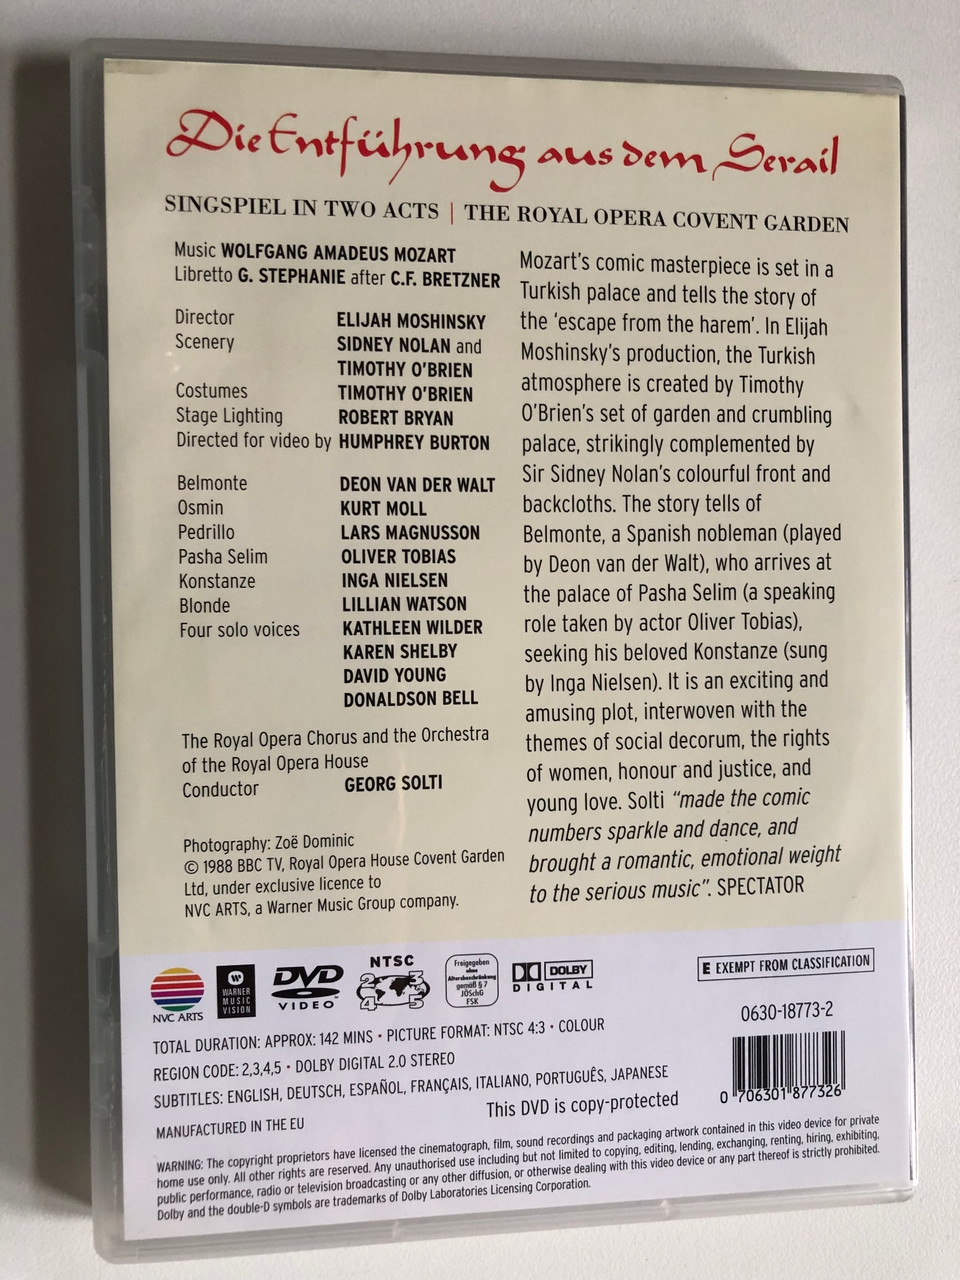 Die Entführung aus dem Serail
SINGSPIEL IN TWO ACTS | THE ROYAL OPERA COVENT GARDEN
Music WOLFGANG AMADEUS MOZART
Libretto G. STEPHANIE after C.F. BRETZNER
Director ELIJAH MOSHINSKY
Scenery SIDNEY NOLAN and
TIMOTHY O'BRIEN
Costumes TIMOTHY O'BRIEN
Stage Lighting ROBERT BRYAN
Directed for video by HUMPHREY BURTON
Belmonte DEON VAN DER WALT
Osmin KURT MOLL
Pedrillo LARS MAGNUSSON
Pasha Selim OLIVER TOBIAS
Konstanze INGA NIELSEN
Blonde LILLIAN WATSON
Four solo voices KATHLEEN WILDER
KAREN SHELBY
DAVID YOUNG
DONALDSON BELL
The Royal Opera Chorus and the Orchestra
of the Royal Opera House
Conductor GEORG SOLTI
Photography: Zoë Dominic
© 1988 BBC TV, Royal Opera House Covent Garden
Ltd, under exclusive licence to
NVC ARTS, a Warner Music Group company.
Mozart's comic masterpiece is set in a
Turkish palace and tells the story of
the 'escape from the harem'. In Elijah
Moshinsky's production, the Turkish
atmosphere is created by Timothy
O'Brien's set of garden and crumbling
palace, strikingly complemented by
Sir Sidney Nolan's colourful front and
backcloths. The story tells of
Belmonte, a Spanish nobleman (played
by Deon van der Walt), who arrives at
the palace of Pasha Selim (a speaking
role taken by actor Oliver Tobias),
seeking his beloved Konstanze (sung
by Inga Nielsen). It is an exciting and
amusing plot, interwoven with the
themes of social decorum, the rights
of women, honour and justice, and
young love. Solti "made the comic
numbers sparkle and dance, and
brought a romantic, emotional weight
to the serious music". SPECTATOR
NVC ARTS
WARNER
MUSIC
VISION
DVD
VIDEO
NTSC
2 3
4 5
Freigegeben
ohne
Altersbeschränkung
gemäß § 7
JÖSchG
FSK
DOLBY
DIGITAL
E EXEMPT FROM CLASSIFICATION
0630-18773-2
TOTAL DURATION: APPROX: 142 MINS • PICTURE FORMAT: NTSC 4:3 • COLOUR
REGION CODE: 2,3,4,5 • DOLBY DIGITAL 2.0 STEREO
SUBTITLES: ENGLISH, DEUTSCH, ESPAÑOL, FRANÇAIS, ITALIANO, PORTUGUÊS, JAPANESE
MANUFACTURED IN THE EU
This DVD is copy-protected
0 706301 877326
WARNING: The copyright proprietors have licensed the cinematograph, film, sound recordings and packaging artwork contained in this video device for private
home use only. All other rights are reserved. Any unauthorised use including but not limited to copying, editing, lending, exchanging, renting, hiring, exhibiting,
public performance, radio or television broadcasting or any other diffusion, or otherwise dealing with this video device or any part thereof is strictly prohibited.
Dolby and the double-D symbols are trademarks of Dolby Laboratories Licensing Corporation.